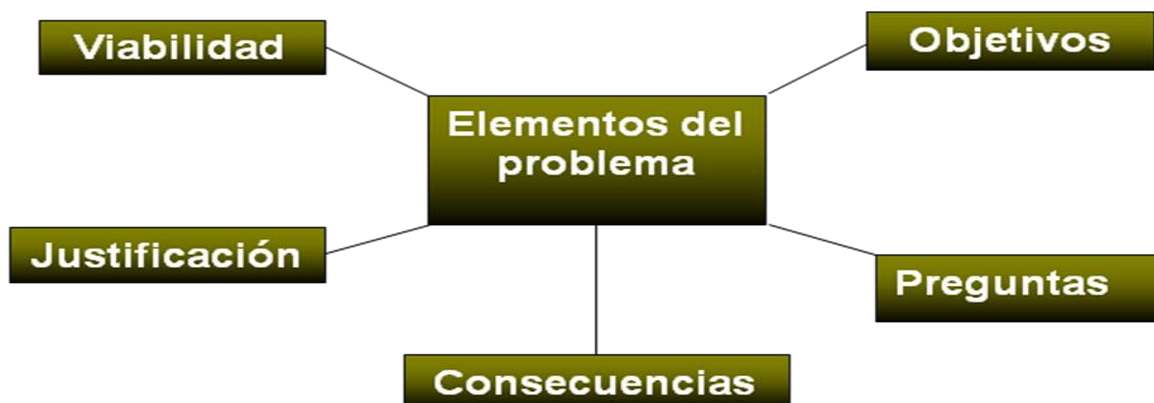 Viabilidad
Objetivos
Elementos del
problema
Justificación
Preguntas
Consecuencias